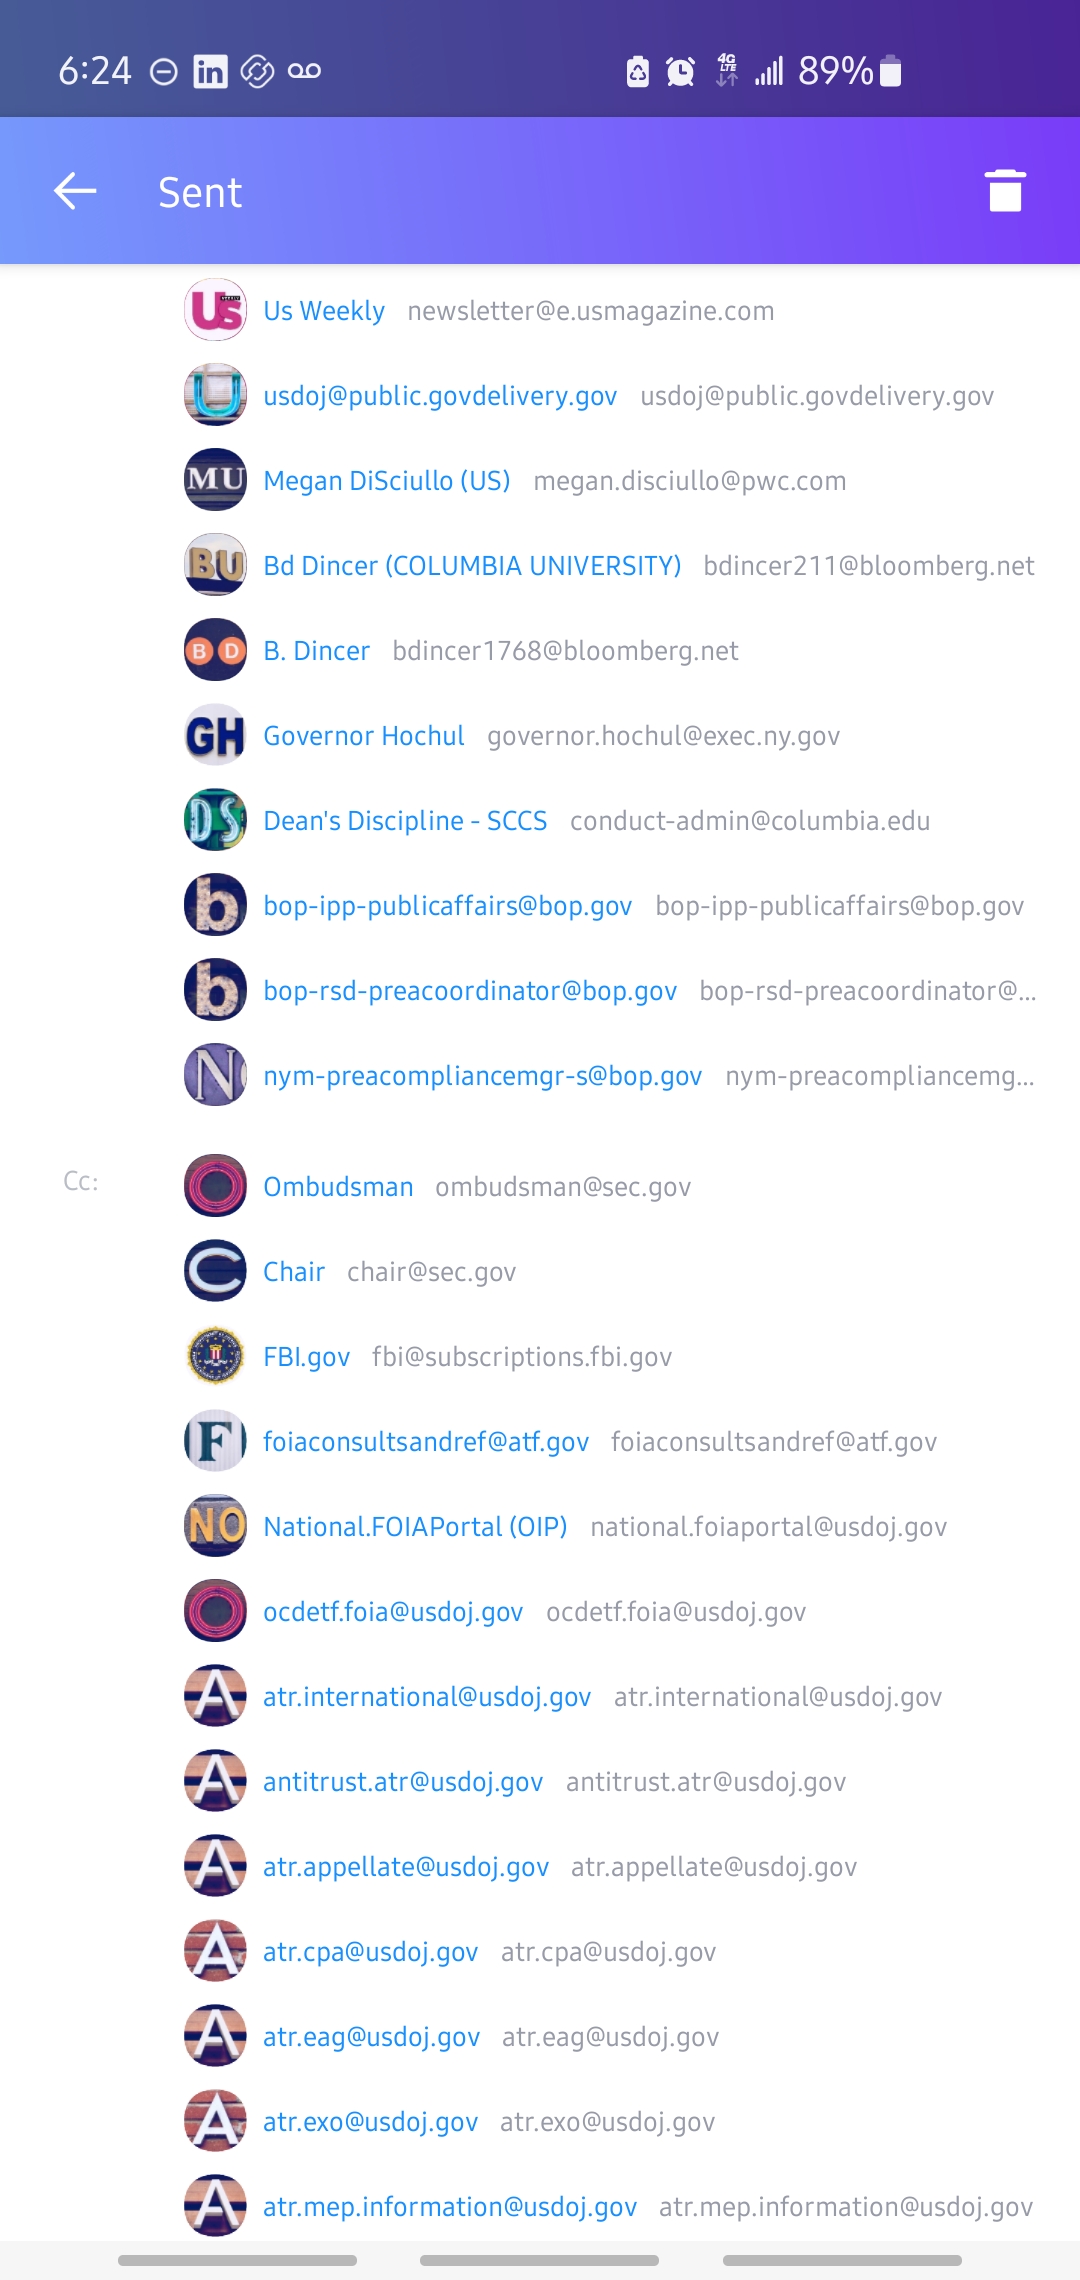 6:24 in 4G LTE 89%
Sent
Us WEEKLY Us Weekly newsletter@e.usmagazine.com
U usdoj@public.govdelivery.gov usdoj@public.govdelivery.gov
MU Megan DiSciullo (US) megan.disciullo@pwc.com
BU Bd Dincer (COLUMBIA UNIVERSITY) bdincer211@bloomberg.net
B D B. Dincer bdincer1768@bloomberg.net
GH Governor Hochul governor.hochul@exec.ny.gov
DS Dean's Discipline - SCCS conduct-admin@columbia.edu
b bop-ipp-publicaffairs@bop.gov bop-ipp-publicaffairs@bop.gov
b bop-rsd-preacoordinator@bop.gov bop-rsd-preacoordinator@...
N nym-preacompliancemgr-s@bop.gov nym-preacompliancemg...
Cc: O Ombudsman ombudsman@sec.gov
C Chair chair@sec.gov
FBI.gov fbi@subscriptions.fbi.gov
F foiaconsultsandref@atf.gov foiaconsultsandref@atf.gov
NO National.FOIAPortal (OIP) national.foiaportal@usdoj.gov
O ocdetf.foia@usdoj.gov ocdetf.foia@usdoj.gov
A atr.international@usdoj.gov atr.international@usdoj.gov
A antitrust.atr@usdoj.gov antitrust.atr@usdoj.gov
A atr.appellate@usdoj.gov atr.appellate@usdoj.gov
A atr.cpa@usdoj.gov atr.cpa@usdoj.gov
A atr.eag@usdoj.gov atr.eag@usdoj.gov
A atr.exo@usdoj.gov atr.exo@usdoj.gov
A atr.mep.information@usdoj.gov atr.mep.information@usdoj.gov